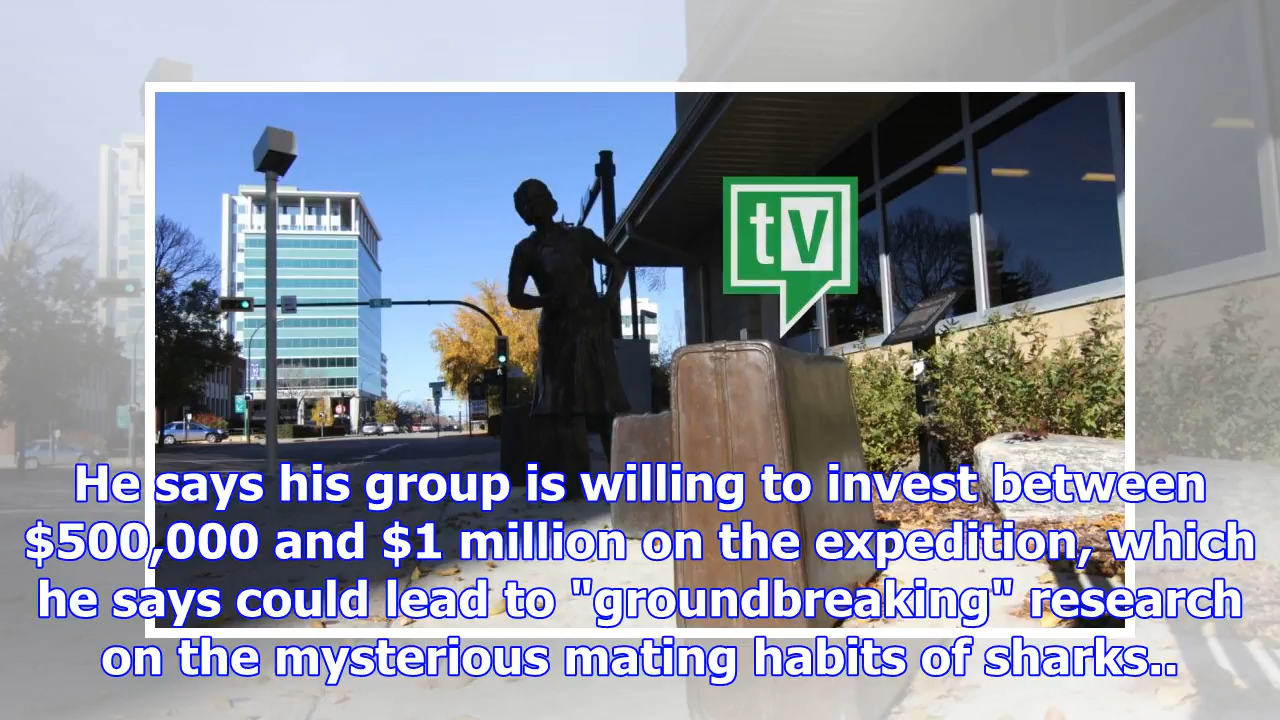 tv
He says his group is willing to invest between
$500,000 and $1 million on the expedition, which
he says could lead to "groundbreaking" research
on the mysterious mating habits of sharks..